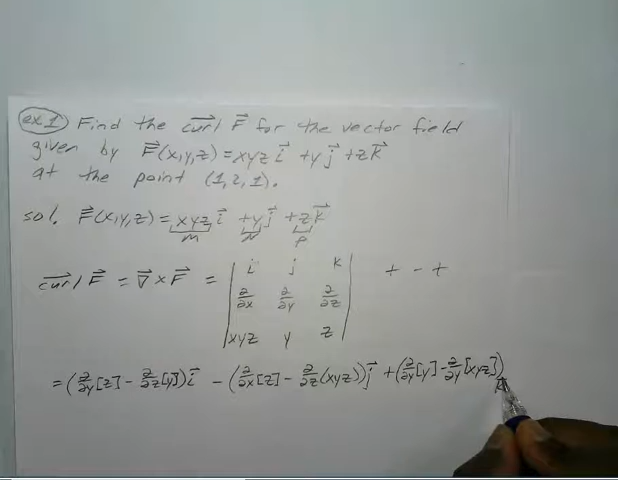 ex.1 Find the curl F⃗ for the vector field
given by F⃗(x,y,z) = xyz i⃗ + y j⃗ + z k⃗
at the point (1,2,1).
sol. F⃗(x,y,z) = xyz i⃗ + y j⃗ + z k⃗
M N P
curl F⃗ = ∇⃗ × F⃗ = | i j k | + - +
| ∂/∂x ∂/∂y ∂/∂z |
| xyz y z |
= (∂/∂y[z] - ∂/∂z[y]) i⃗ - (∂/∂x[z] - ∂/∂z(xyz)) j⃗ + (∂/∂y[y] - ∂/∂y[xyz])